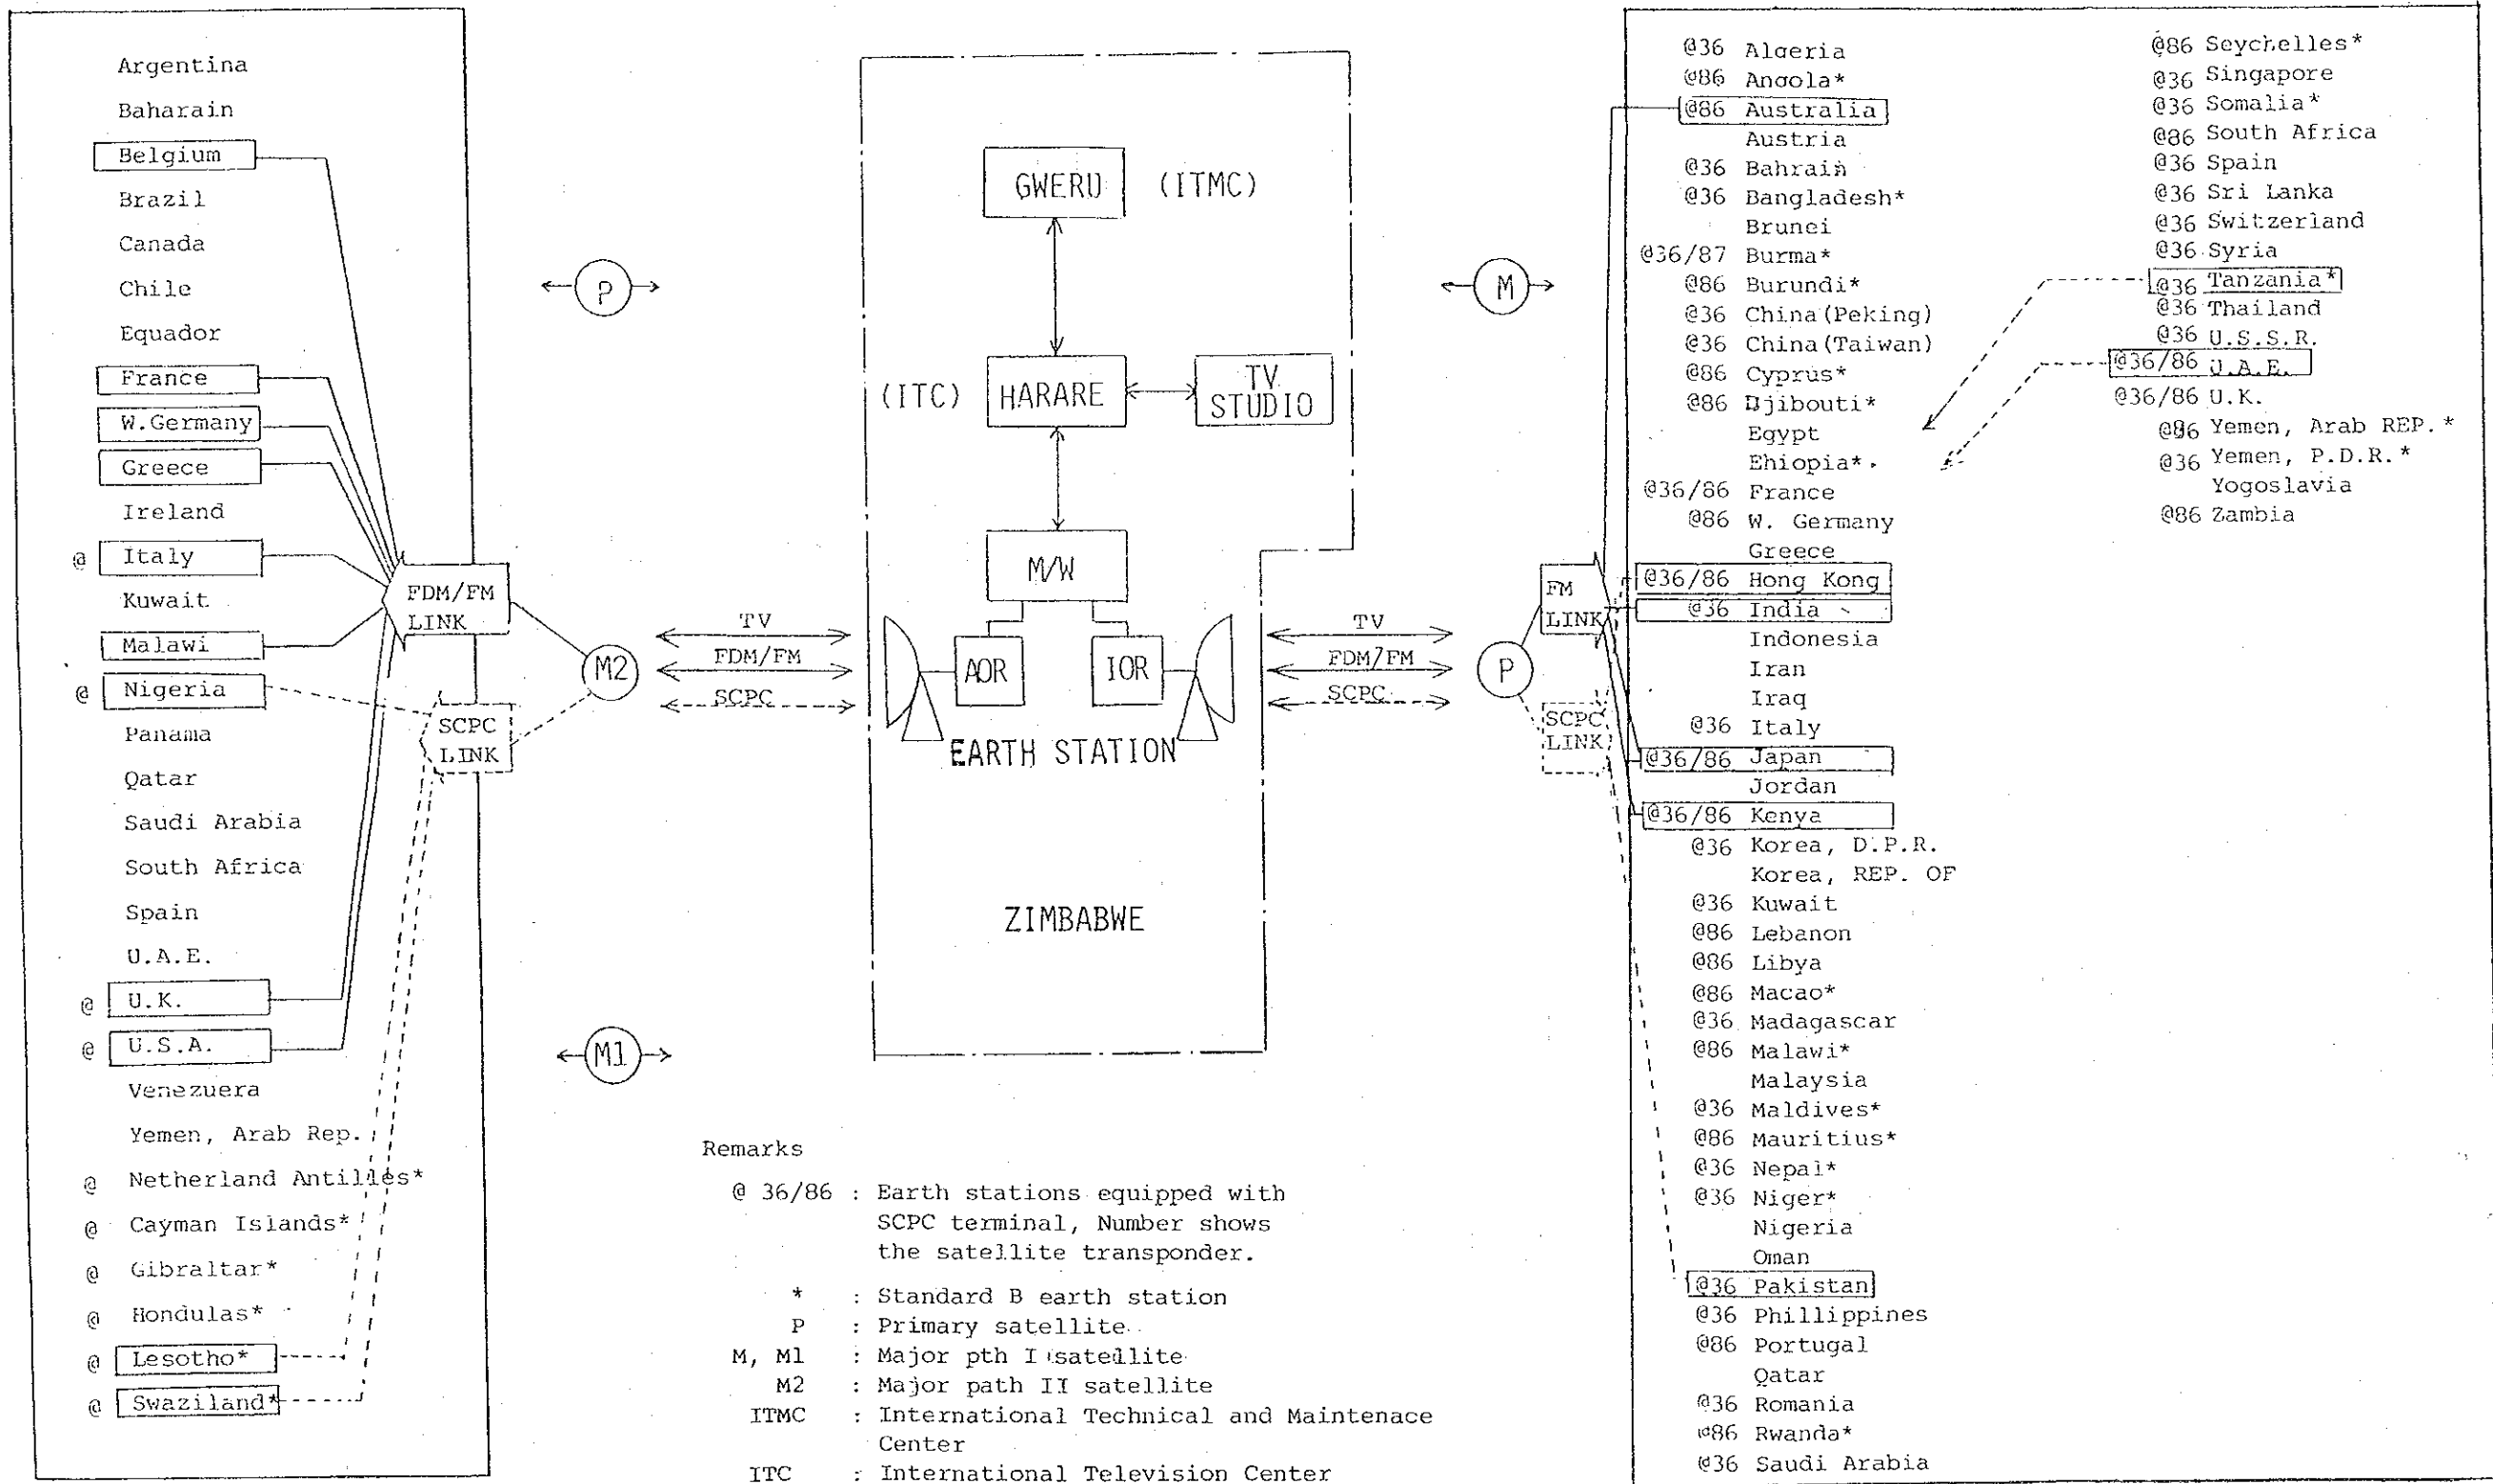 Argentina
Baharain
Belgium
Brazil
Canada
Chile
Equador
France
W.Germany
Greece
Ireland
@ Italy
Kuwait
Malawi
@ Nigeria
Panama
Qatar
Saudi Arabia
South Africa
Spain
U.A.E.
@ U.K.
@ U.S.A.
Venezuera
Yemen, Arab Rep.
@ Netherland Antilles*
@ Cayman Islands*
@ Gibraltar*
@ Hondulas*
@ Lesotho*
@ Swaziland*
FDM/FM
LINK
SCPC
LINK
P
M2
M1
TV
FDM/FM
SCPC
GWERU (ITMC)
(ITC) HARARE
TV
STUDIO
M/W
AOR
IOR
EARTH STATION
ZIMBABWE
TV
FDM/FM
SCPC
M
P
FM
LINK
SCPC
LINK
@36 Algeria
@86 Angola*
@86 Australia
Austria
@36 Bahrain
@36 Bangladesh*
Brunei
@36/87 Burma*
@86 Burundi*
@36 China(Peking)
@36 China(Taiwan)
@86 Cyprus*
@86 Djibouti*
Egypt
Ehiopia*
@36/86 France
@86 W. Germany
Greece
@36/86 Hong Kong
@36 India
Indonesia
Iran
Iraq
@36 Italy
@36/86 Japan
Jordan
@36/86 Kenya
@36 Korea, D.P.R.
Korea, REP. OF
@36 Kuwait
@86 Lebanon
@86 Libya
@86 Macao*
@36 Madagascar
@86 Malawi*
Malaysia
@36 Maldives*
@86 Mauritius*
@36 Nepal*
@36 Niger*
Nigeria
Oman
@36 Pakistan
@36 Phillippines
@86 Portugal
Qatar
@36 Romania
@86 Rwanda*
@36 Saudi Arabia
@86 Seychelles*
@36 Singapore
@36 Somalia*
@86 South Africa
@36 Spain
@36 Sri Lanka
@36 Switzerland
@36 Syria
@36 Tanzania*
@36 Thailand
@36 U.S.S.R.
@36/86 U.A.E.
@36/86 U.K.
@86 Yemen, Arab REP.*
@36 Yemen, P.D.R.*
Yogoslavia
@86 Zambia
Remarks
@ 36/86 : Earth stations equipped with
SCPC terminal, Number shows
the satellite transponder.
* : Standard B earth station
P : Primary satellite
M, M1 : Major pth I satellite
M2 : Major path II satellite
ITMC : International Technical and Maintenace
Center
ITC : International Television Center